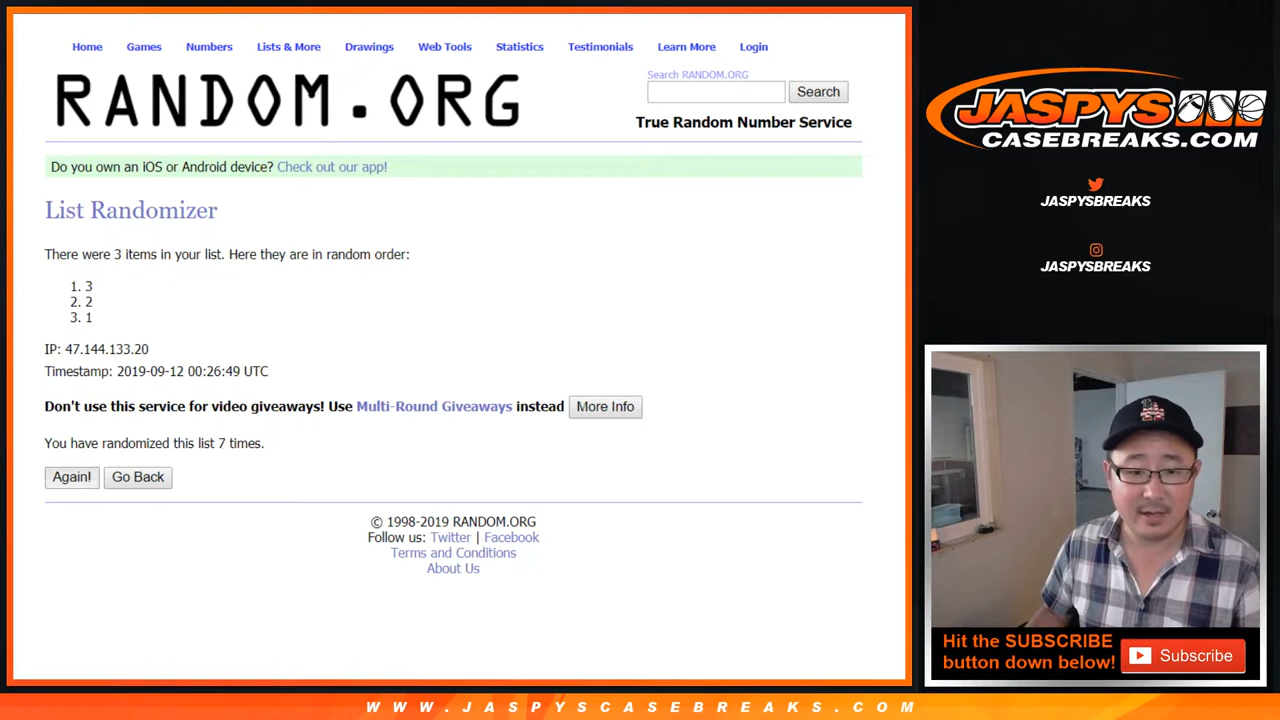 Home Games Numbers Lists & More Drawings Web Tools Statistics Testimonials Learn More Login
RANDOM.ORG
Search RANDOM.ORG
Search
True Random Number Service
Do you own an iOS or Android device? Check out our app!
List Randomizer
There were 3 items in your list. Here they are in random order:
1. 3
2. 2
3. 1
IP: 47.144.133.20
Timestamp: 2019-09-12 00:26:49 UTC
Don't use this service for video giveaways! Use Multi-Round Giveaways instead More Info
You have randomized this list 7 times.
Again! Go Back
© 1998-2019 RANDOM.ORG
Follow us: Twitter | Facebook
Terms and Conditions
About Us
JASPYS
CASEBREAKS.COM
JASPYSBREAKS
JASPYSBREAKS
Hit the SUBSCRIBE
button down below!
Subscribe
WWW.JASPYSCASEBREAKS.COM